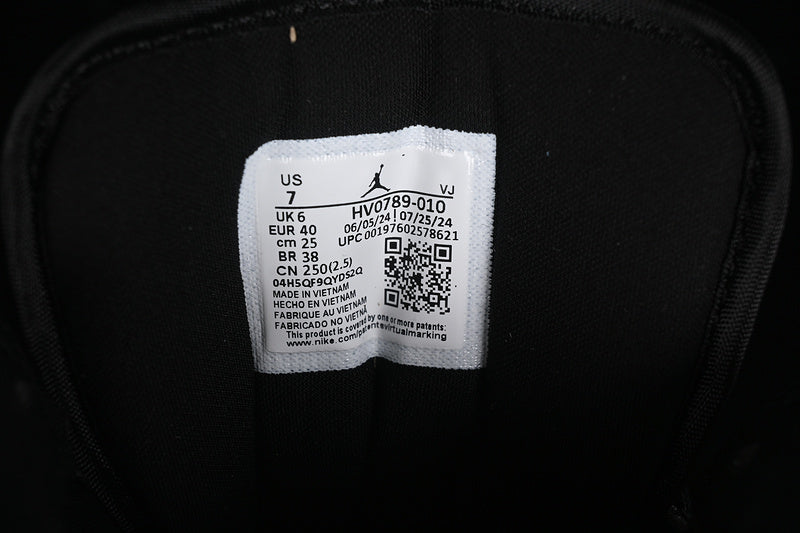 US VJ
7
UK 6 HV0789-010
EUR 40 06/05/24 | 07/25/24
cm 25 UPC 00197602578621
BR 38
CN 250(2.5)
04H5QF9QYDS2Q
MADE IN VIETNAM
HECHO EN VIETNAM
FABRIQUE AU VIETNAM
FABRICADO NO VIETNÃ
This product is covered by one or more patents:
www.nike.com/patentevirtualmarking